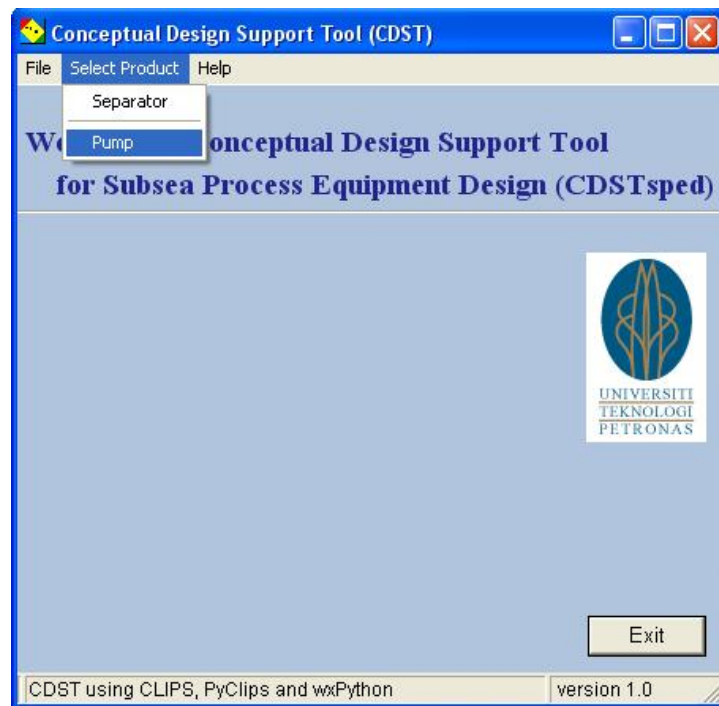 Conceptual Design Support Tool (CDST)
File Select Product Help
Separator
Pump
onceptual Design Support Tool
for Subsea Process Equipment Design (CDSTsped)
UNIVERSITI
TEKNOLOGI
PETRONAS
Exit
CDST using CLIPS, PyClips and wxPython
version 1.0